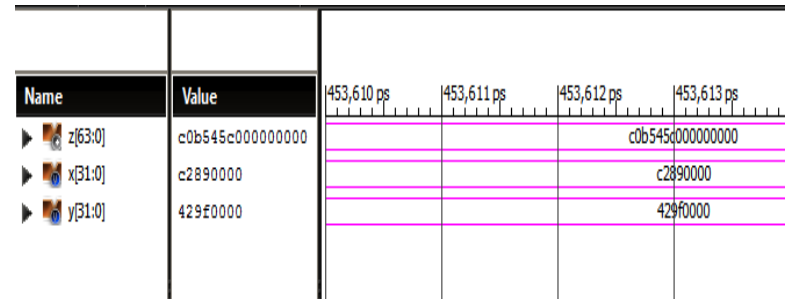 Name Value 453,610 ps 453,611 ps 453,612 ps 453,613 ps
z[63:0] c0b545c000000000 c0b545c000000000
x[31:0] c2890000 c2890000
y[31:0] 429f0000 429f0000